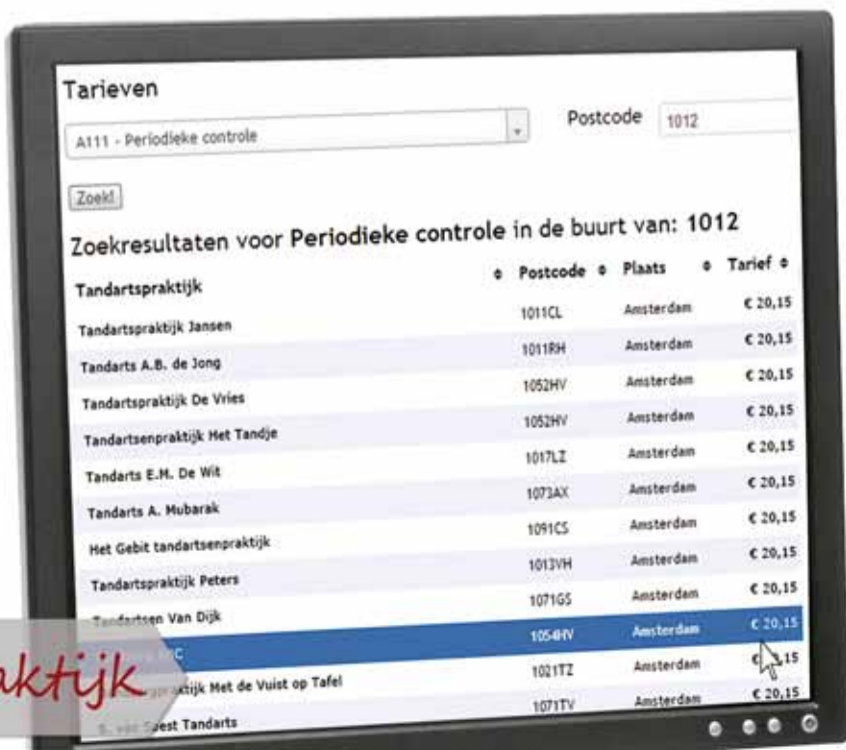 Tarieven
A111 - Periodieke controle Postcode 1012
Zoek!
Zoekresultaten voor Periodieke controle in de buurt van: 1012
Tandartspraktijk Postcode Plaats Tarief
Tandartspraktijk Jansen 1011CL Amsterdam € 20,15
Tandarts A.B. de Jong 1011RH Amsterdam € 20,15
Tandartspraktijk De Vries 1052HV Amsterdam € 20,15
Tandartsenpraktijk Het Tandje 1052HV Amsterdam € 20,15
Tandarts E.M. De Wit 1017LZ Amsterdam € 20,15
Tandarts A. Mubarak 1073AX Amsterdam € 20,15
Het Gebit tandartsenpraktijk 1091CS Amsterdam € 20,15
Tandartspraktijk Peters 1013VH Amsterdam € 20,15
Tandartsen Van Dijk 1071GS Amsterdam € 20,15
1054HV Amsterdam € 20,15
Met de Vuist op Tafel 1021TZ Amsterdam
van Soest Tandarts 1071TV Amsterdam € 20,15
aktijk